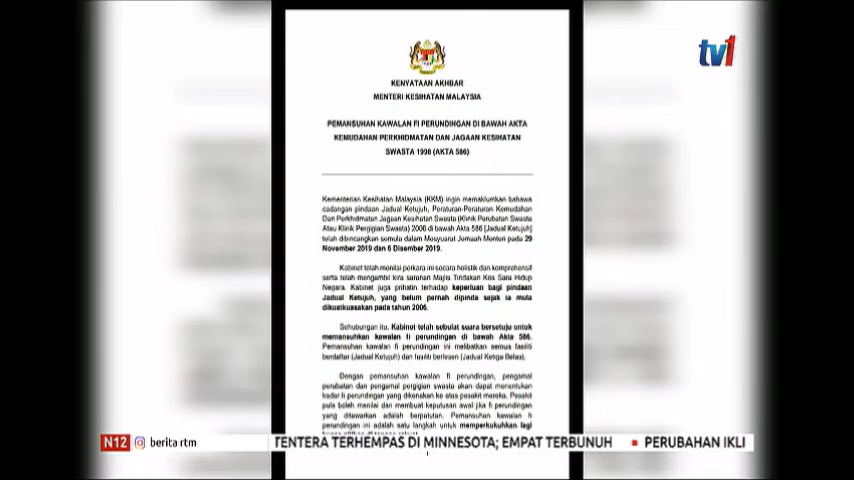 tv1
KENYATAAN AKHBAR
MENTERI KESIHATAN MALAYSIA
PEMANSUHAN KAWALAN FI PERUNDINGAN DI BAWAH AKTA
KEMUDAHAN PERKHIDMATAN DAN JAGAAN KESIHATAN
SWASTA 1998 (AKTA 586)
Kementerian Kesihatan Malaysia (KKM) ingin memaklumkan bahawa
cadangan pindaan Jadual Ketujuh, Peraturan-Peraturan Kemudahan
Dan Perkhidmatan Jagaan Kesihatan Swasta (Klinik Perubatan Swasta
Atau Klinik Pergigian Swasta) 2006 di bawah Akta 586 [Jadual Ketujuh]
telah dibincangkan semula dalam Mesyuarat Jemaah Menteri pada 29
November 2019 dan 6 Disember 2019.
Kabinet telah menilai perkara ini secara holistik dan komprehensif
serta telah mengambil kira saranan Majlis Tindakan Kos Sara Hidup
Negara. Kabinet juga prihatin terhadap keperluan bagi pindaan
Jadual Ketujuh, yang belum pernah dipinda sejak ia mula
dikuatkuasakan pada tahun 2006.
Sehubungan itu, Kabinet telah sebulat suara bersetuju untuk
memansuhkan kawalan fi perundingan di bawah Akta 586.
Pemansuhan kawalan fi perundingan ini melibatkan semua fasiliti
berdaftar (Jadual Ketujuh) dan fasiliti berlesen (Jadual Ketiga Belas).
Dengan pemansuhan kawalan fi perundingan, pengamal
perubatan dan pengamal pergigian swasta akan dapat menentukan
kadar fi perundingan yang dikenakan ke atas pesakit mereka. Pesakit
pula boleh menilai dan membuat keputusan awal jika fi perundingan
yang ditawarkan adalah berpatutan. Pemansuhan kawalan fi
perundingan ini adalah satu langkah untuk memperkukuhkan lagi
N12 berita rtm TENTERA TERHEMPAS DI MINNESOTA; EMPAT TERBUNUH PERUBAHAN IKLI